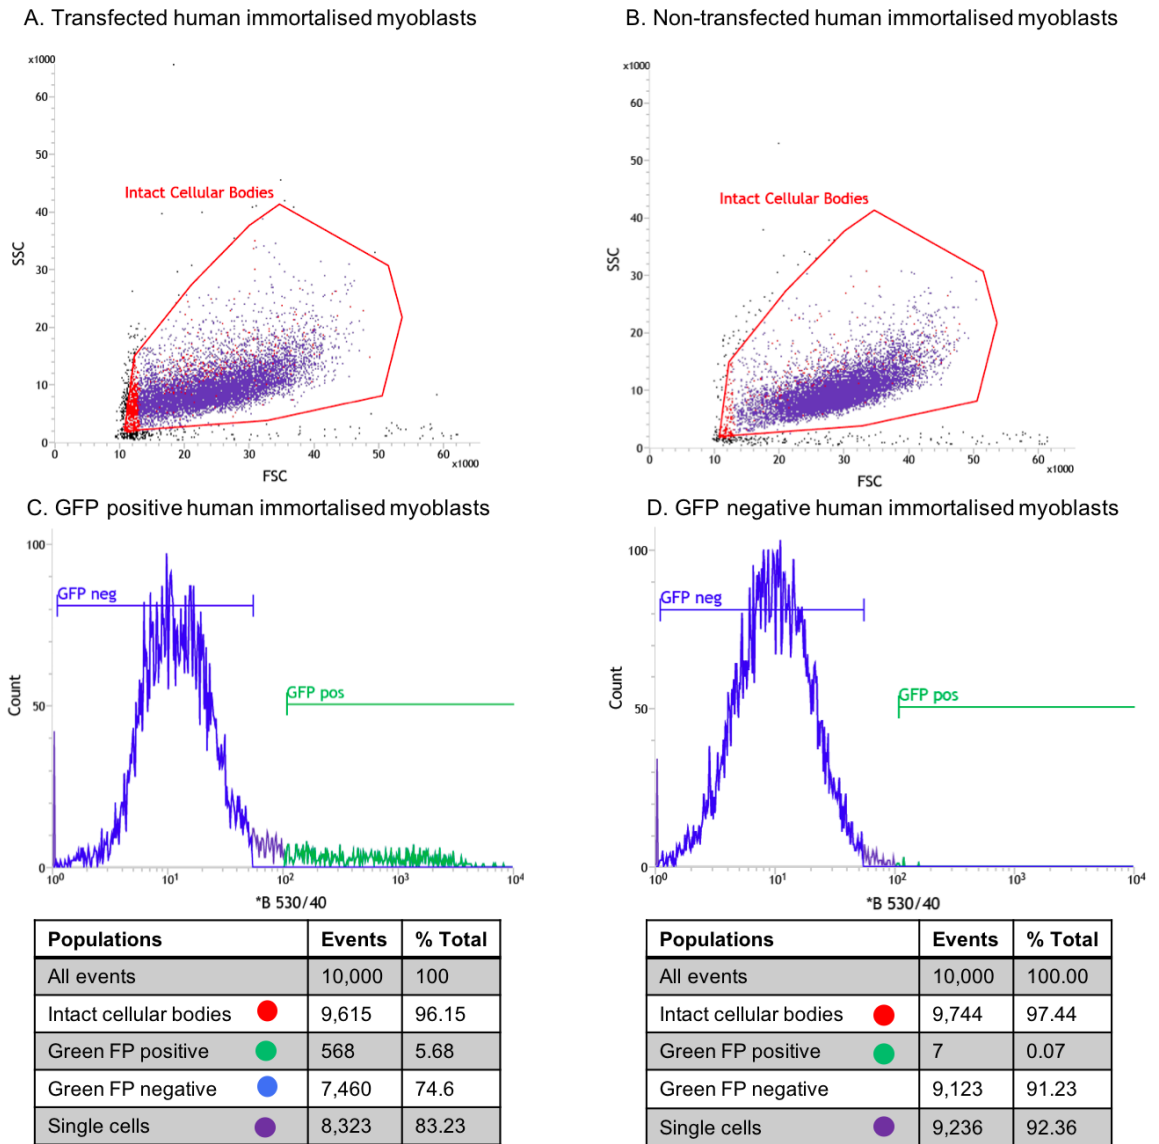 A. Transfected human immortalised myoblasts
B. Non-transfected human immortalised myoblasts
x1000
60
50
40
30
20
10
0
SSC
Intact Cellular Bodies
0 10 20 30 40 50 60
x1000
FSC
x1000
60
50
40
30
20
10
0
SSC
Intact Cellular Bodies
0 10 20 30 40 50 60
x1000
FSC
C. GFP positive human immortalised myoblasts
D. GFP negative human immortalised myoblasts
100
50
0
Count
GFP neg
GFP pos
10⁰ 10¹ 10² 10³ 10⁴
*B 530/40
100
50
0
Count
GFP neg
GFP pos
10⁰ 10¹ 10² 10³ 10⁴
*B 530/40
Populations Events % Total
All events 10,000 100
Intact cellular bodies 9,615 96.15
Green FP positive 568 5.68
Green FP negative 7,460 74.6
Single cells 8,323 83.23
Populations Events % Total
All events 10,000 100.00
Intact cellular bodies 9,744 97.44
Green FP positive 7 0.07
Green FP negative 9,123 91.23
Single cells 9,236 92.36